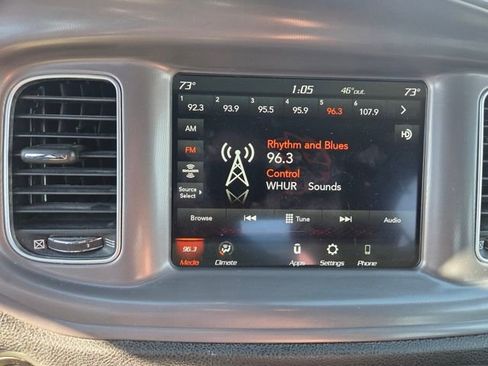 73° 1:05 46° out. 73°
1 2 3 4 5 6
92.3 93.9 95.5 95.9 96.3 107.9
AM
HD
FM
Rhythm and Blues
96.3
Control
WHUR Sounds
Source
Select
Browse Tune Audio
96.3
Media Climate Apps Settings Phone